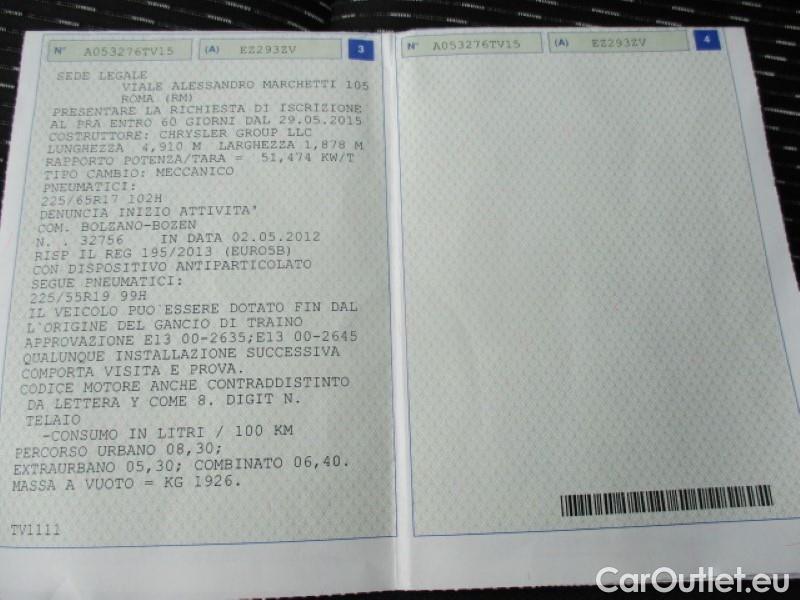 N° A053276TV15 (A) EZ293ZV 3
SEDE LEGALE
VIALE ALESSANDRO MARCHETTI 105
ROMA (RM)
PRESENTARE LA RICHIESTA DI ISCRIZIONE
AL PRA ENTRO 60 GIORNI DAL 29.05.2015
COSTRUTTORE: CHRYSLER GROUP LLC
LUNGHEZZA 4,910 M LARGHEZZA 1,878 M
RAPPORTO POTENZA/TARA = 51,474 KW/T
TIPO CAMBIO: MECCANICO
PNEUMATICI:
225/65R17 102H
DENUNCIA INIZIO ATTIVITA'
COM. BOLZANO-BOZEN
N. . 32756 IN DATA 02.05.2012
RISP IL REG 195/2013 (EURO5B)
CON DISPOSITIVO ANTIPARTICOLATO
SEGUE PNEUMATICI:
225/55R19 99H
IL VEICOLO PUO'ESSERE DOTATO FIN DAL
L'ORIGINE DEL GANCIO DI TRAINO
APPROVAZIONE E13 00-2635;E13 00-2645
QUALUNQUE INSTALLAZIONE SUCCESSIVA
COMPORTA VISITA E PROVA.
CODICE MOTORE ANCHE CONTRADDISTINTO
DA LETTERA Y COME 8. DIGIT N.
TELAIO
-CONSUMO IN LITRI / 100 KM
PERCORSO URBANO 08,30;
EXTRAURBANO 05,30; COMBINATO 06,40.
MASSA A VUOTO = KG 1926.
TV1111
N° A053276TV15 (A) EZ293ZV 4
CarOutlet.eu